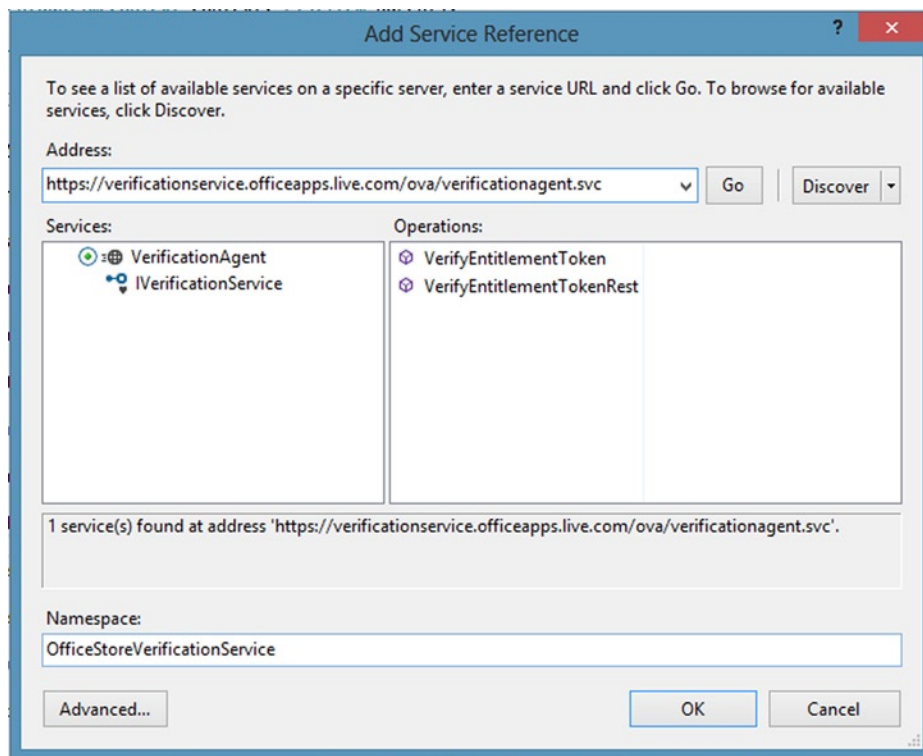 Add Service Reference
?
To see a list of available services on a specific server, enter a service URL and click Go. To browse for available
services, click Discover.
Address:
https://verificationservice.officeapps.live.com/ova/verificationagent.svc
Go
Discover
Services:
Operations:
VerificationAgent
IVerificationService
VerifyEntitlementToken
VerifyEntitlementTokenRest
1 service(s) found at address 'https://verificationservice.officeapps.live.com/ova/verificationagent.svc'.
Namespace:
OfficeStoreVerificationService
Advanced...
OK
Cancel